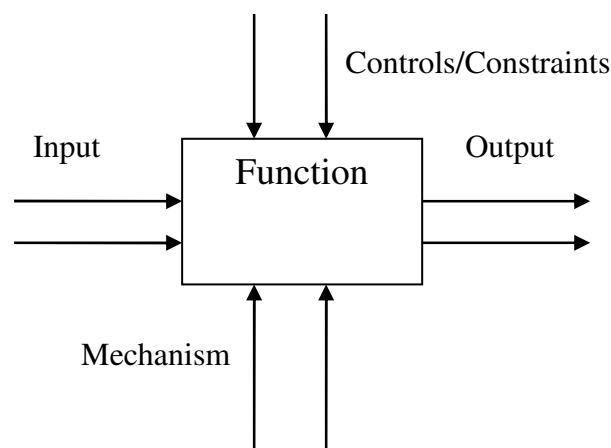 Controls/Constraints
Input
Function
Output
Mechanism